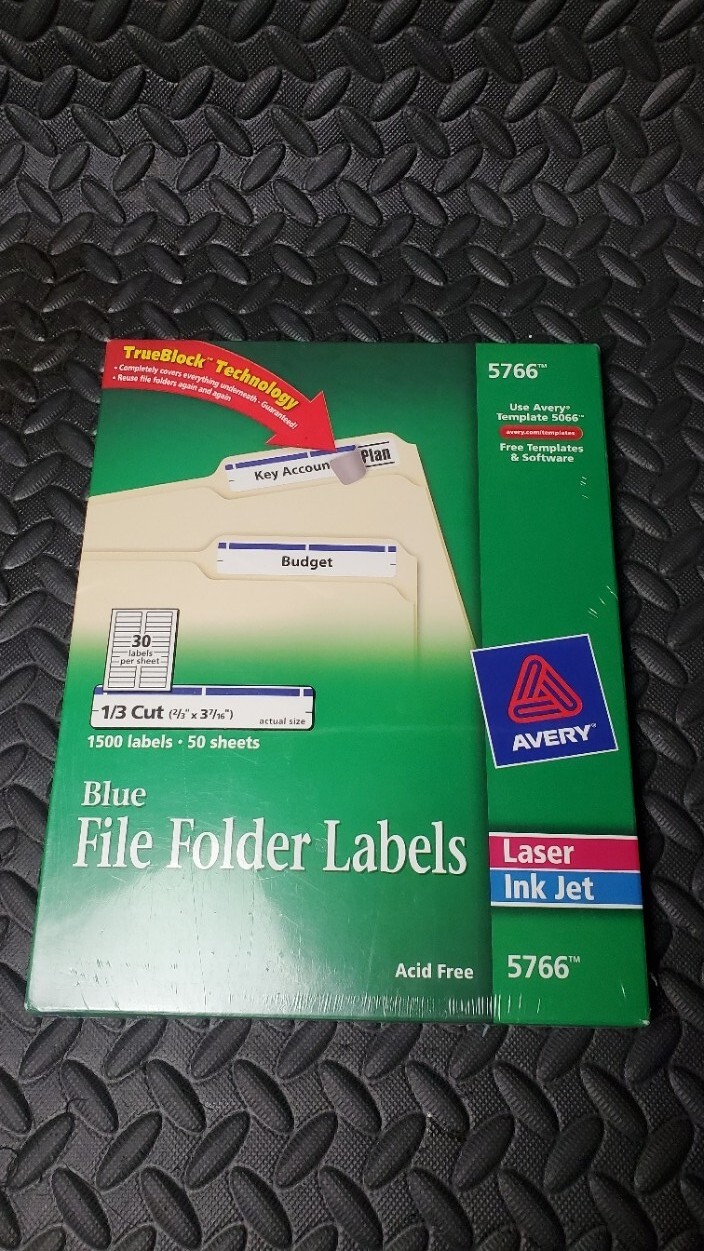 TrueBlock™ Technology
• Completely covers everything underneath - Guaranteed!
• Reuse file folders again and again
5766™
Use Avery®
Template 5066™
avery.com/templates
Free Templates
& Software
Key Accoun Plan
Budget
30
labels
per sheet
1/3 Cut (2/3" x 3 7/16")
actual size
1500 labels • 50 sheets
AVERY®
Blue
File Folder Labels
Laser
Ink Jet
Acid Free
5766™